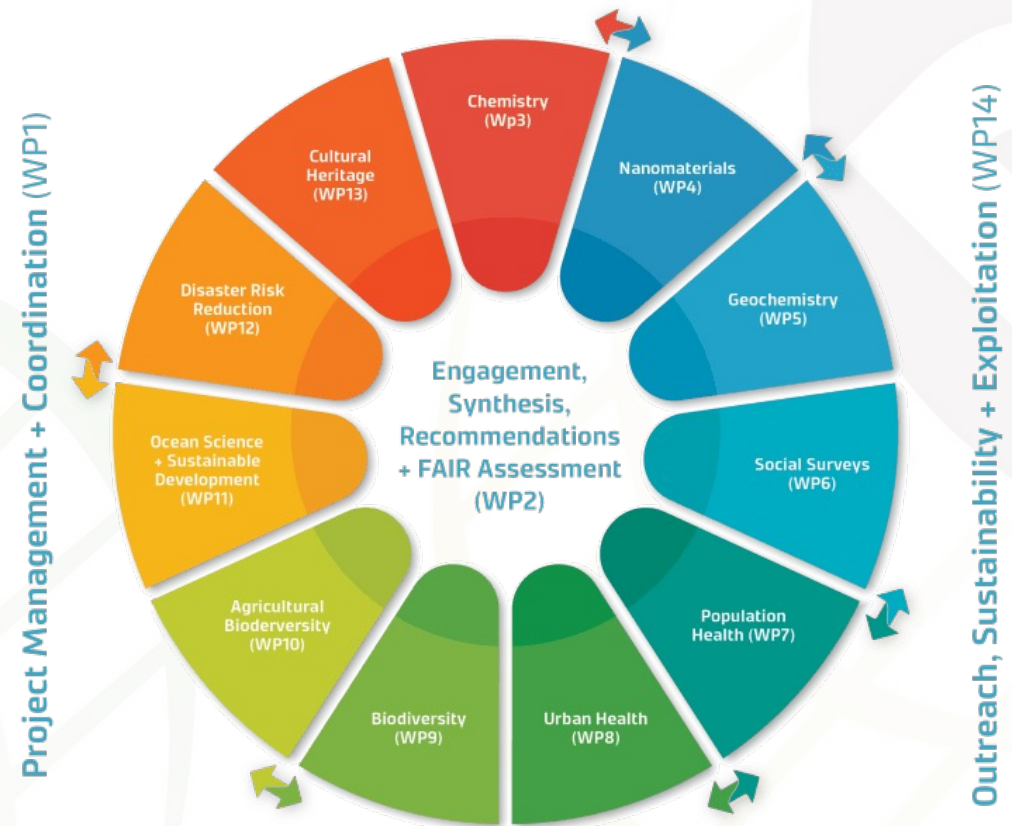 Project Management + Coordination (WP1)
Chemistry
(Wp3)
Nanomaterials
(WP4)
Geochemistry
(WP5)
Social Surveys
(WP6)
Population
Health (WP7)
Urban Health
(WP8)
Biodiversity
(WP9)
Agricultural
Bioderversity
(WP10)
Ocean Science
+ Sustainable
Development
(WP11)
Disaster Risk
Reduction
(WP12)
Cultural
Heritage
(WP13)
Engagement,
Synthesis,
Recommendations
+ FAIR Assessment
(WP2)
Outreach, Sustainability + Exploitation (WP14)